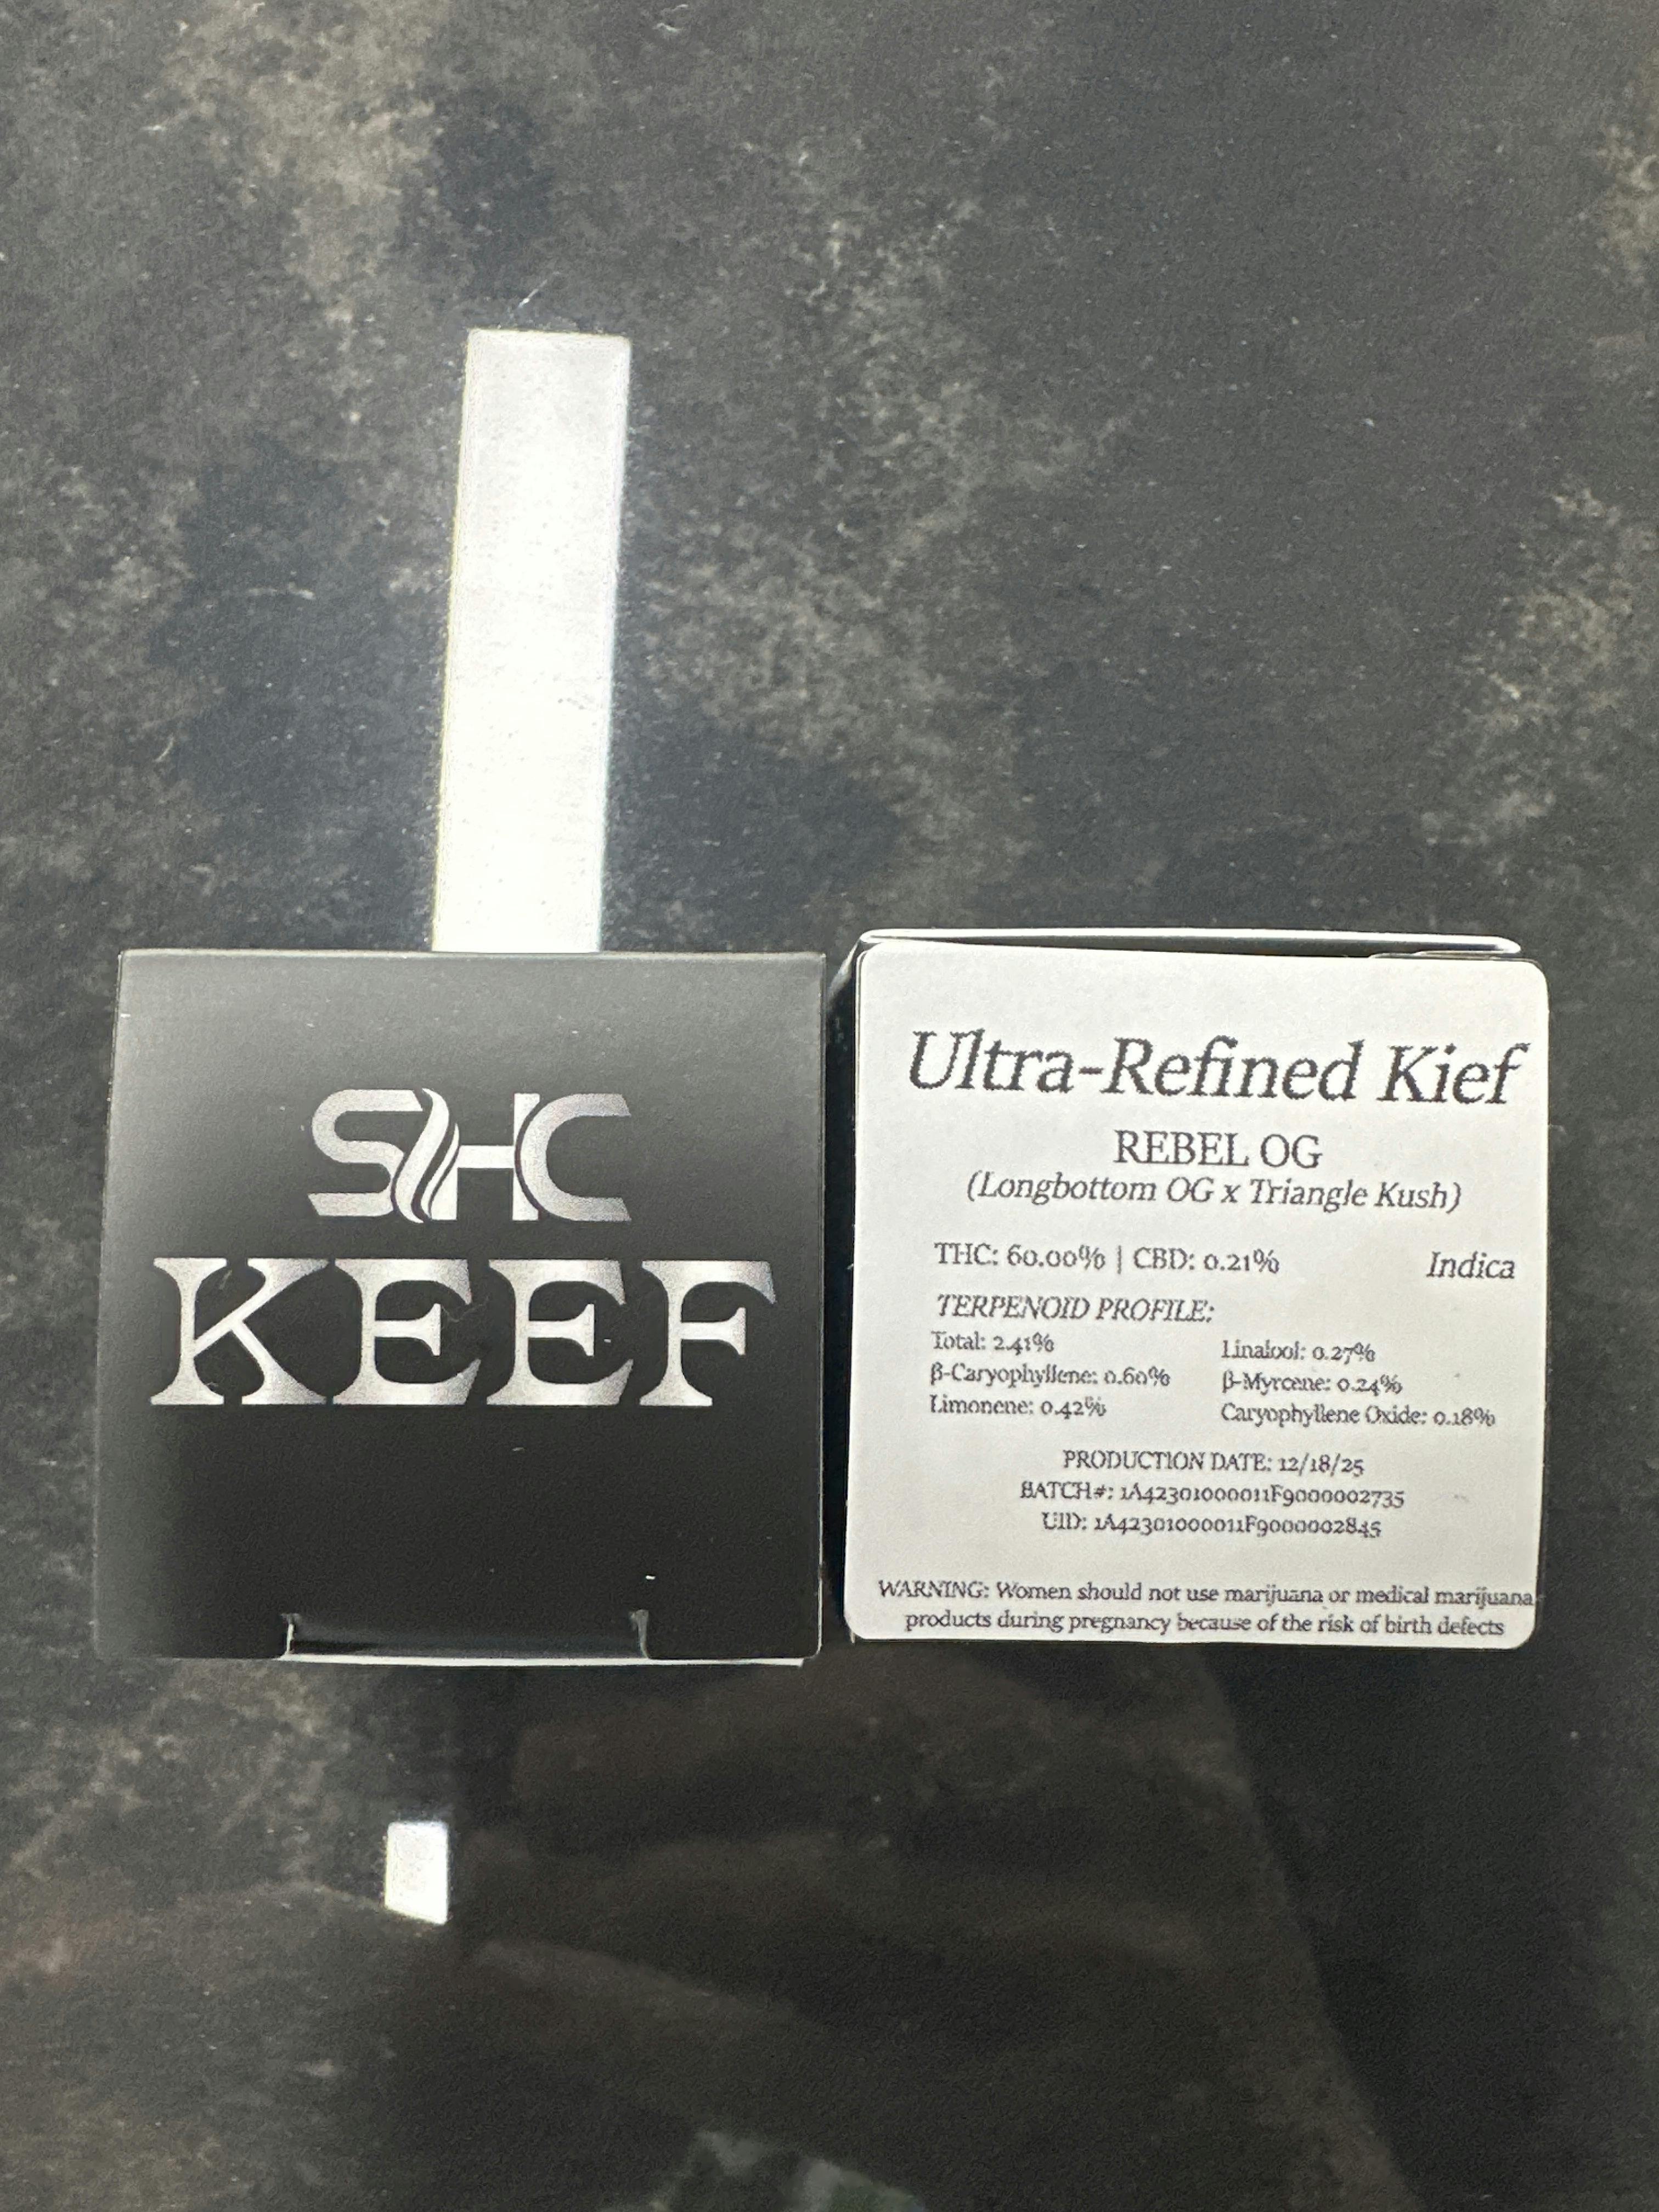 SHC
KEEF
Ultra-Refined Kief
REBEL OG
(Longbottom OG x Triangle Kush)
THC: 60.00% | CBD: 0.21%
Indica
TERPENOID PROFILE:
Total: 2.41%
β-Caryophyllene: 0.60%
Limonene: 0.42%
Linalool: 0.27%
β-Myrcene: 0.24%
Caryophyllene Oxide: 0.18%
PRODUCTION DATE: 12/18/25
BATCH#: 1A42301000011F9000002735
UID: 1A42301000011F9000002845
WARNING: Women should not use marijuana or medical marijuana
products during pregnancy because of the risk of birth defects